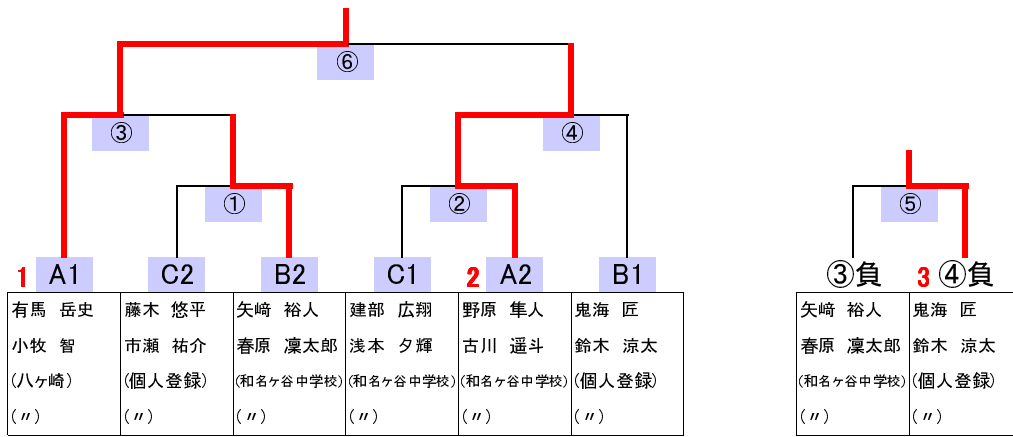 ⑥
③
④
①
②
⑤
1 A1 C2 B2 C1 2 A2 B1 ③負 3 ④負
有馬 岳史 藤木 悠平 矢﨑 裕人 建部 広翔 野原 隼人 鬼海 匠 矢﨑 裕人 鬼海 匠
小牧 智 市瀬 祐介 春原 凜太郎 浅本 夕輝 古川 遥斗 鈴木 涼太 春原 凜太郎 鈴木 涼太
(八ヶ崎) (個人登録) (和名ヶ谷中学校) (和名ヶ谷中学校) (和名ヶ谷中学校) (個人登録) (和名ヶ谷中学校) (個人登録)
(〃) (〃) (〃) (〃) (〃) (〃) (〃) (〃)